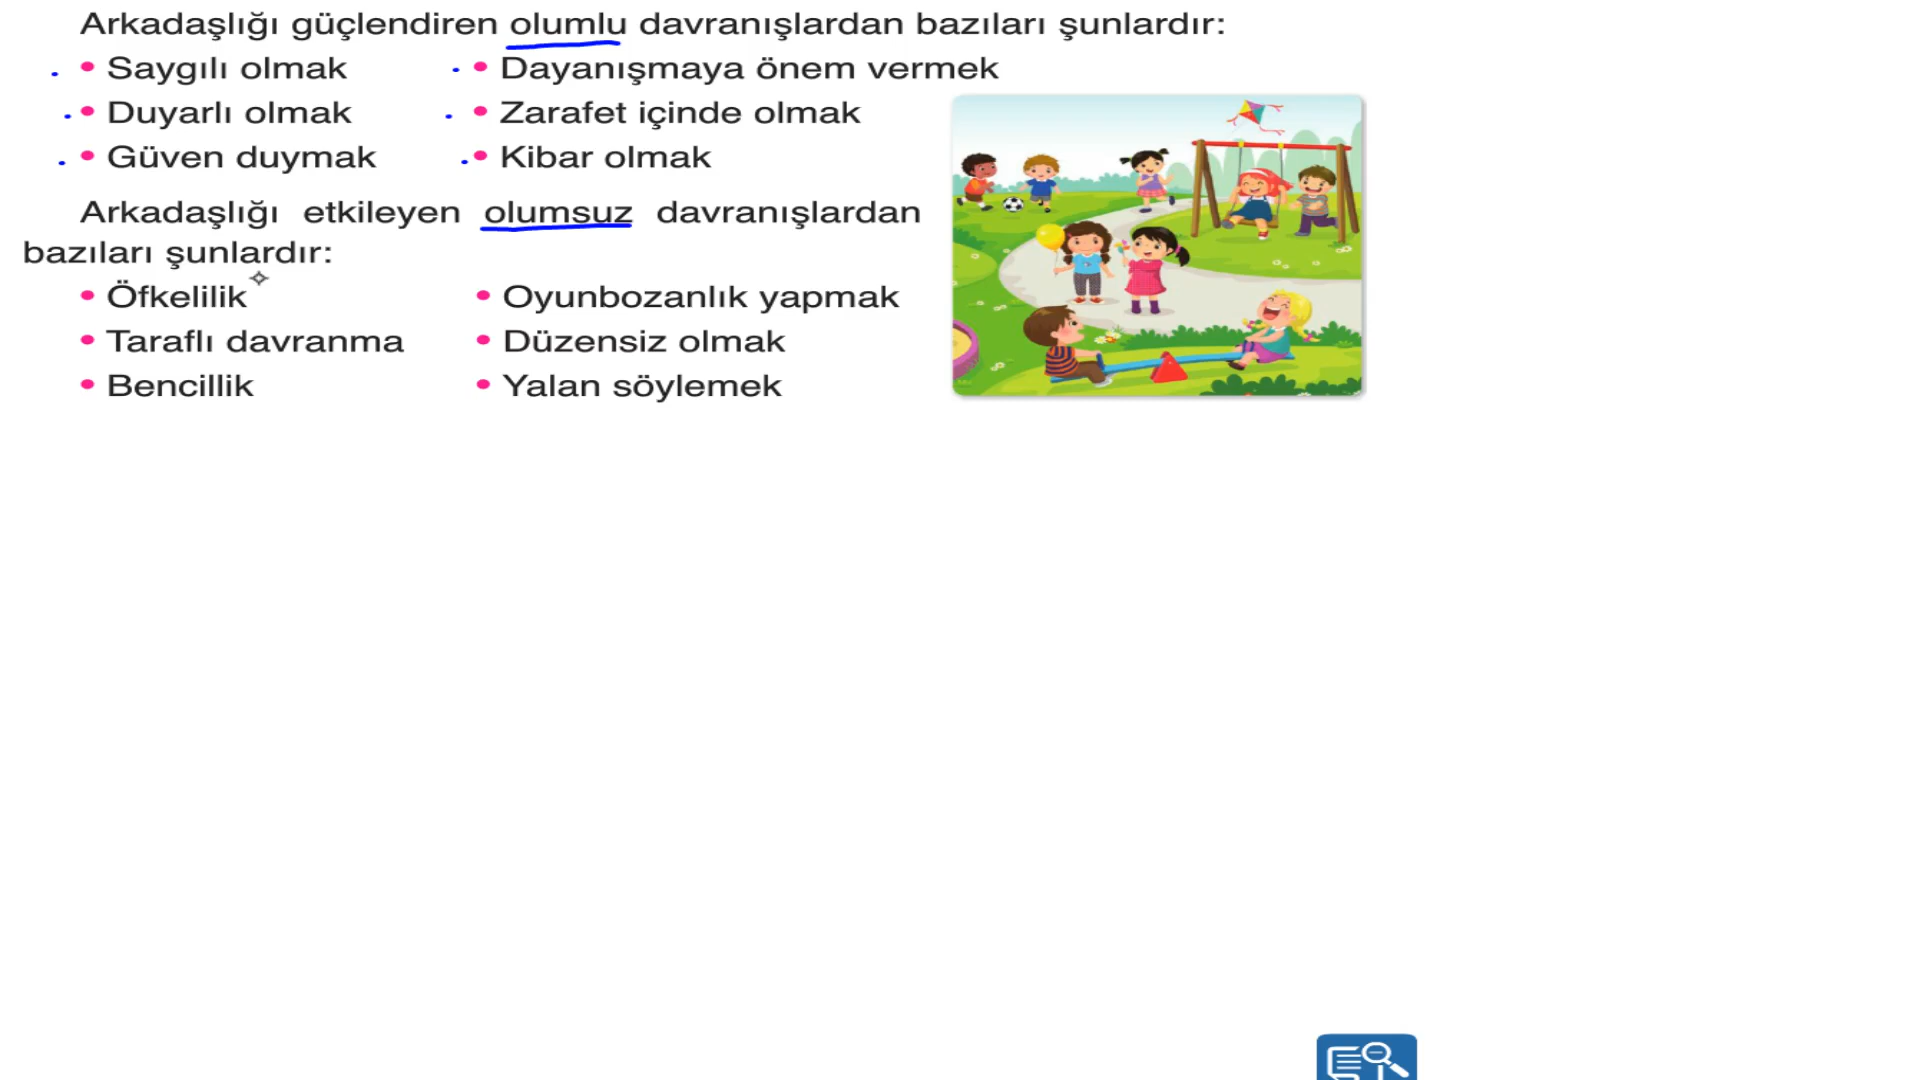 Arkadaşlığı güçlendiren olumlu davranışlardan bazıları şunlardır:
• Saygılı olmak • Dayanışmaya önem vermek
• Duyarlı olmak • Zarafet içinde olmak
• Güven duymak • Kibar olmak
Arkadaşlığı etkileyen olumsuz davranışlardan
bazıları şunlardır:
• Öfkelilik • Oyunbozanlık yapmak
• Taraflı davranma • Düzensiz olmak
• Bencillik • Yalan söylemek